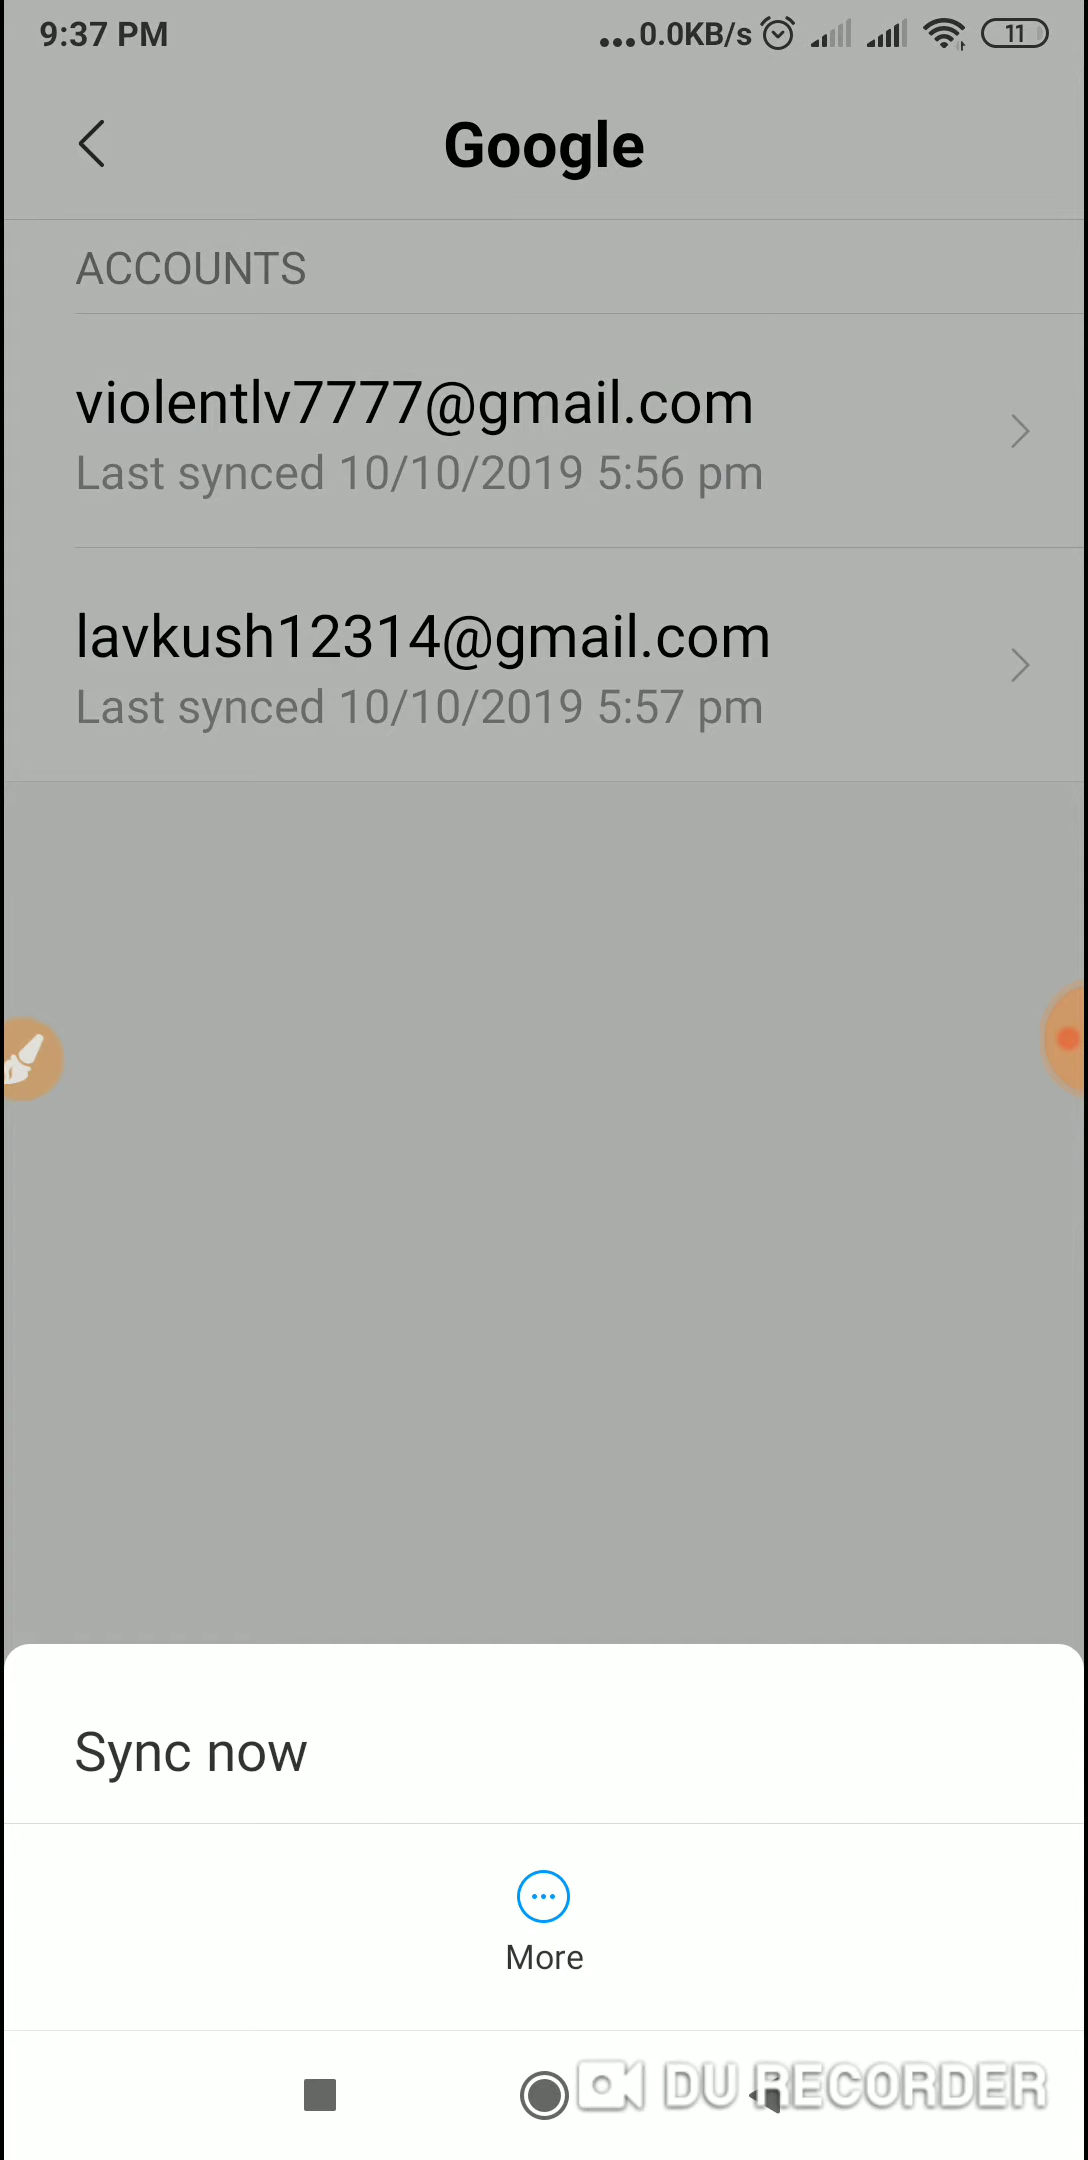 9:37 PM
...0.0KB/s
11
Google
ACCOUNTS
violentlv7777@gmail.com
Last synced 10/10/2019 5:56 pm
lavkush12314@gmail.com
Last synced 10/10/2019 5:57 pm
Sync now
More
DU RECORDER